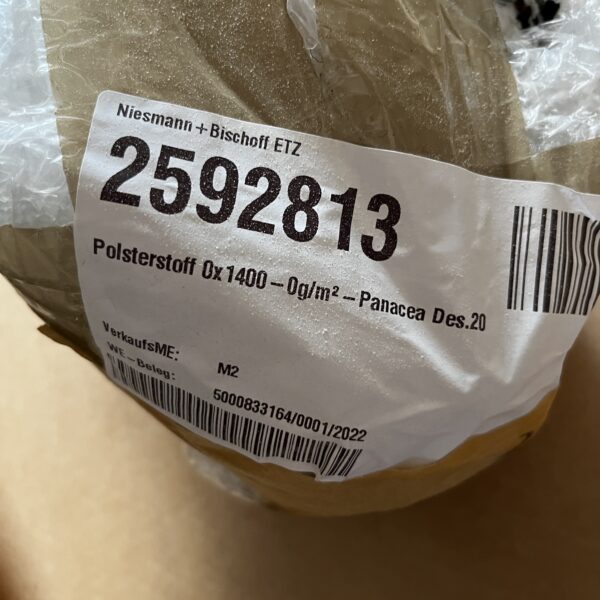 Niesmann+Bischoff ETZ
2592813
Polsterstoff 0x1400-0g/m²-Panacea Des.20
VerkaufsME: M2
WE-Beleg:
5000833164/0001/2022